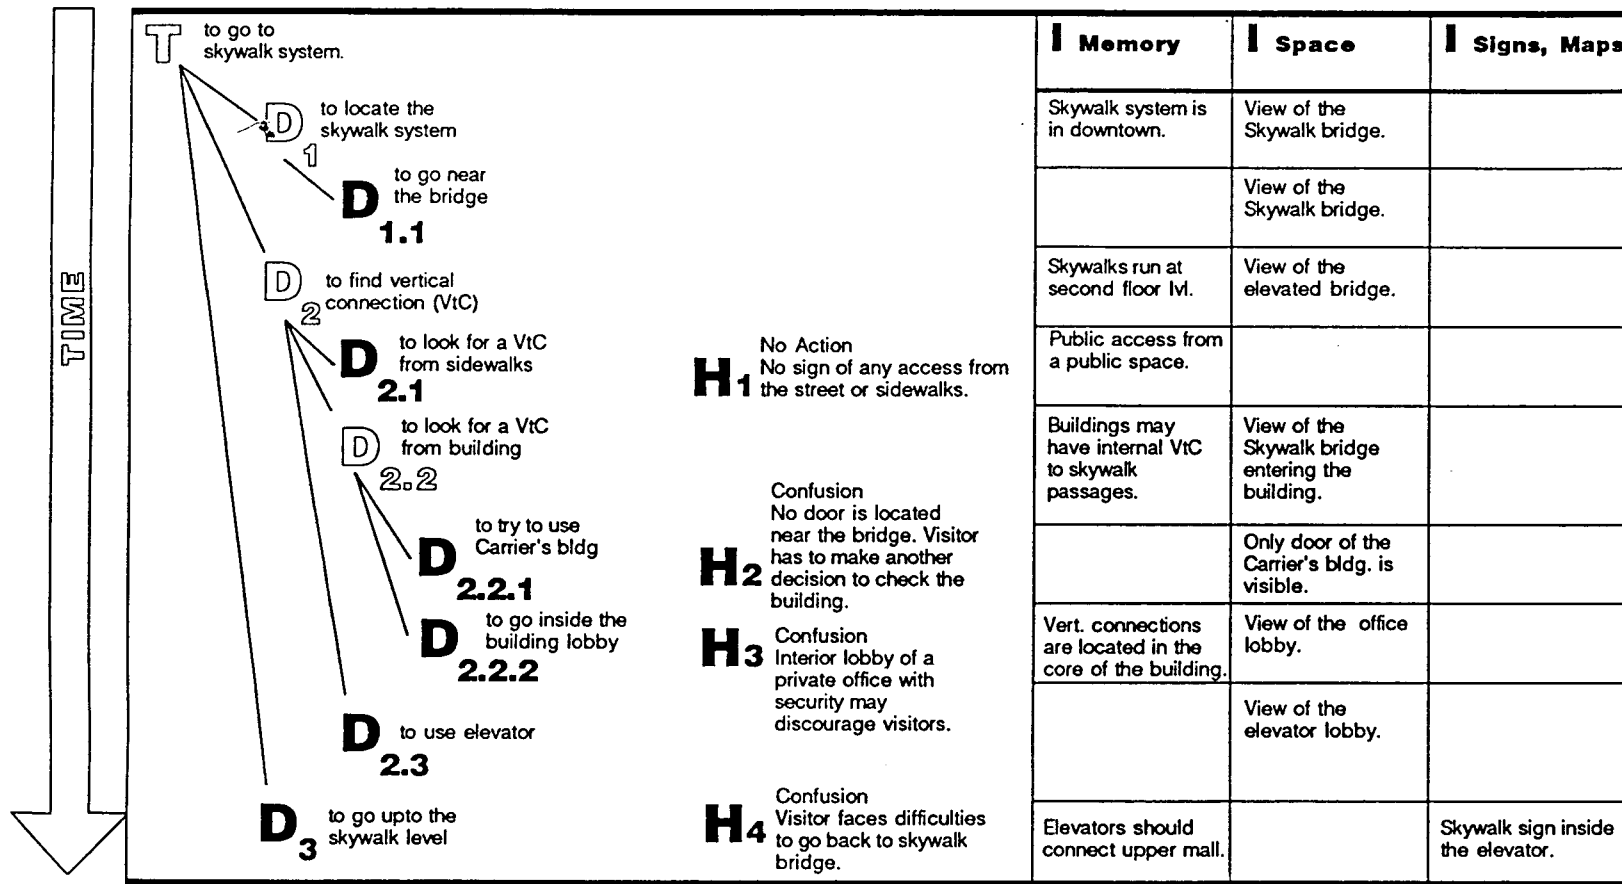 TIME
T to go to
skywalk system.
I Memory
I Space
I Signs, Maps
D1 to locate the
skywalk system
Skywalk system is
in downtown.
View of the
Skywalk bridge.
D1.1 to go near
the bridge
View of the
Skywalk bridge.
D2 to find vertical
connection (VtC)
Skywalks run at
second floor lvl.
View of the
elevated bridge.
D2.1 to look for a VtC
from sidewalks
H1 No Action
No sign of any access from
the street or sidewalks.
Public access from
a public space.
D2.2 to look for a VtC
from building
Buildings may
have internal VtC
to skywalk
passages.
View of the
Skywalk bridge
entering the
building.
D2.2.1 to try to use
Carrier's bldg
H2 Confusion
No door is located
near the bridge. Visitor
has to make another
decision to check the
building.
Only door of the
Carrier's bldg. is
visible.
D2.2.2 to go inside the
building lobby
H3 Confusion
Interior lobby of a
private office with
security may
discourage visitors.
Vert. connections
are located in the
core of the building.
View of the office
lobby.
D2.3 to use elevator
View of the
elevator lobby.
D3 to go upto the
skywalk level
H4 Confusion
Visitor faces difficulties
to go back to skywalk
bridge.
Elevators should
connect upper mall.
Skywalk sign inside
the elevator.